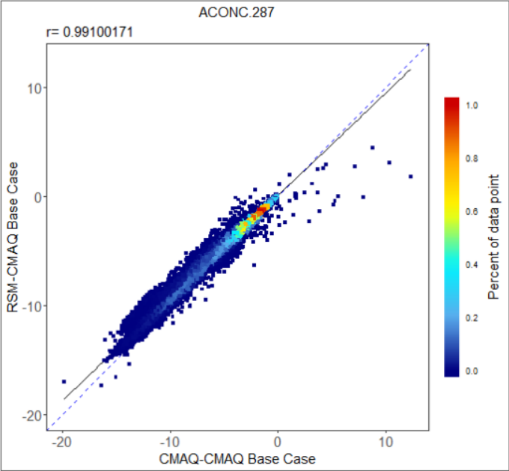 ACONC.287
r= 0.99100171
10
0
-10
-20
-20
-10
0
10
CMAQ-CMAQ Base Case
RSM-CMAQ Base Case
1.0
0.8
0.6
0.4
0.2
0.0
Percent of data point